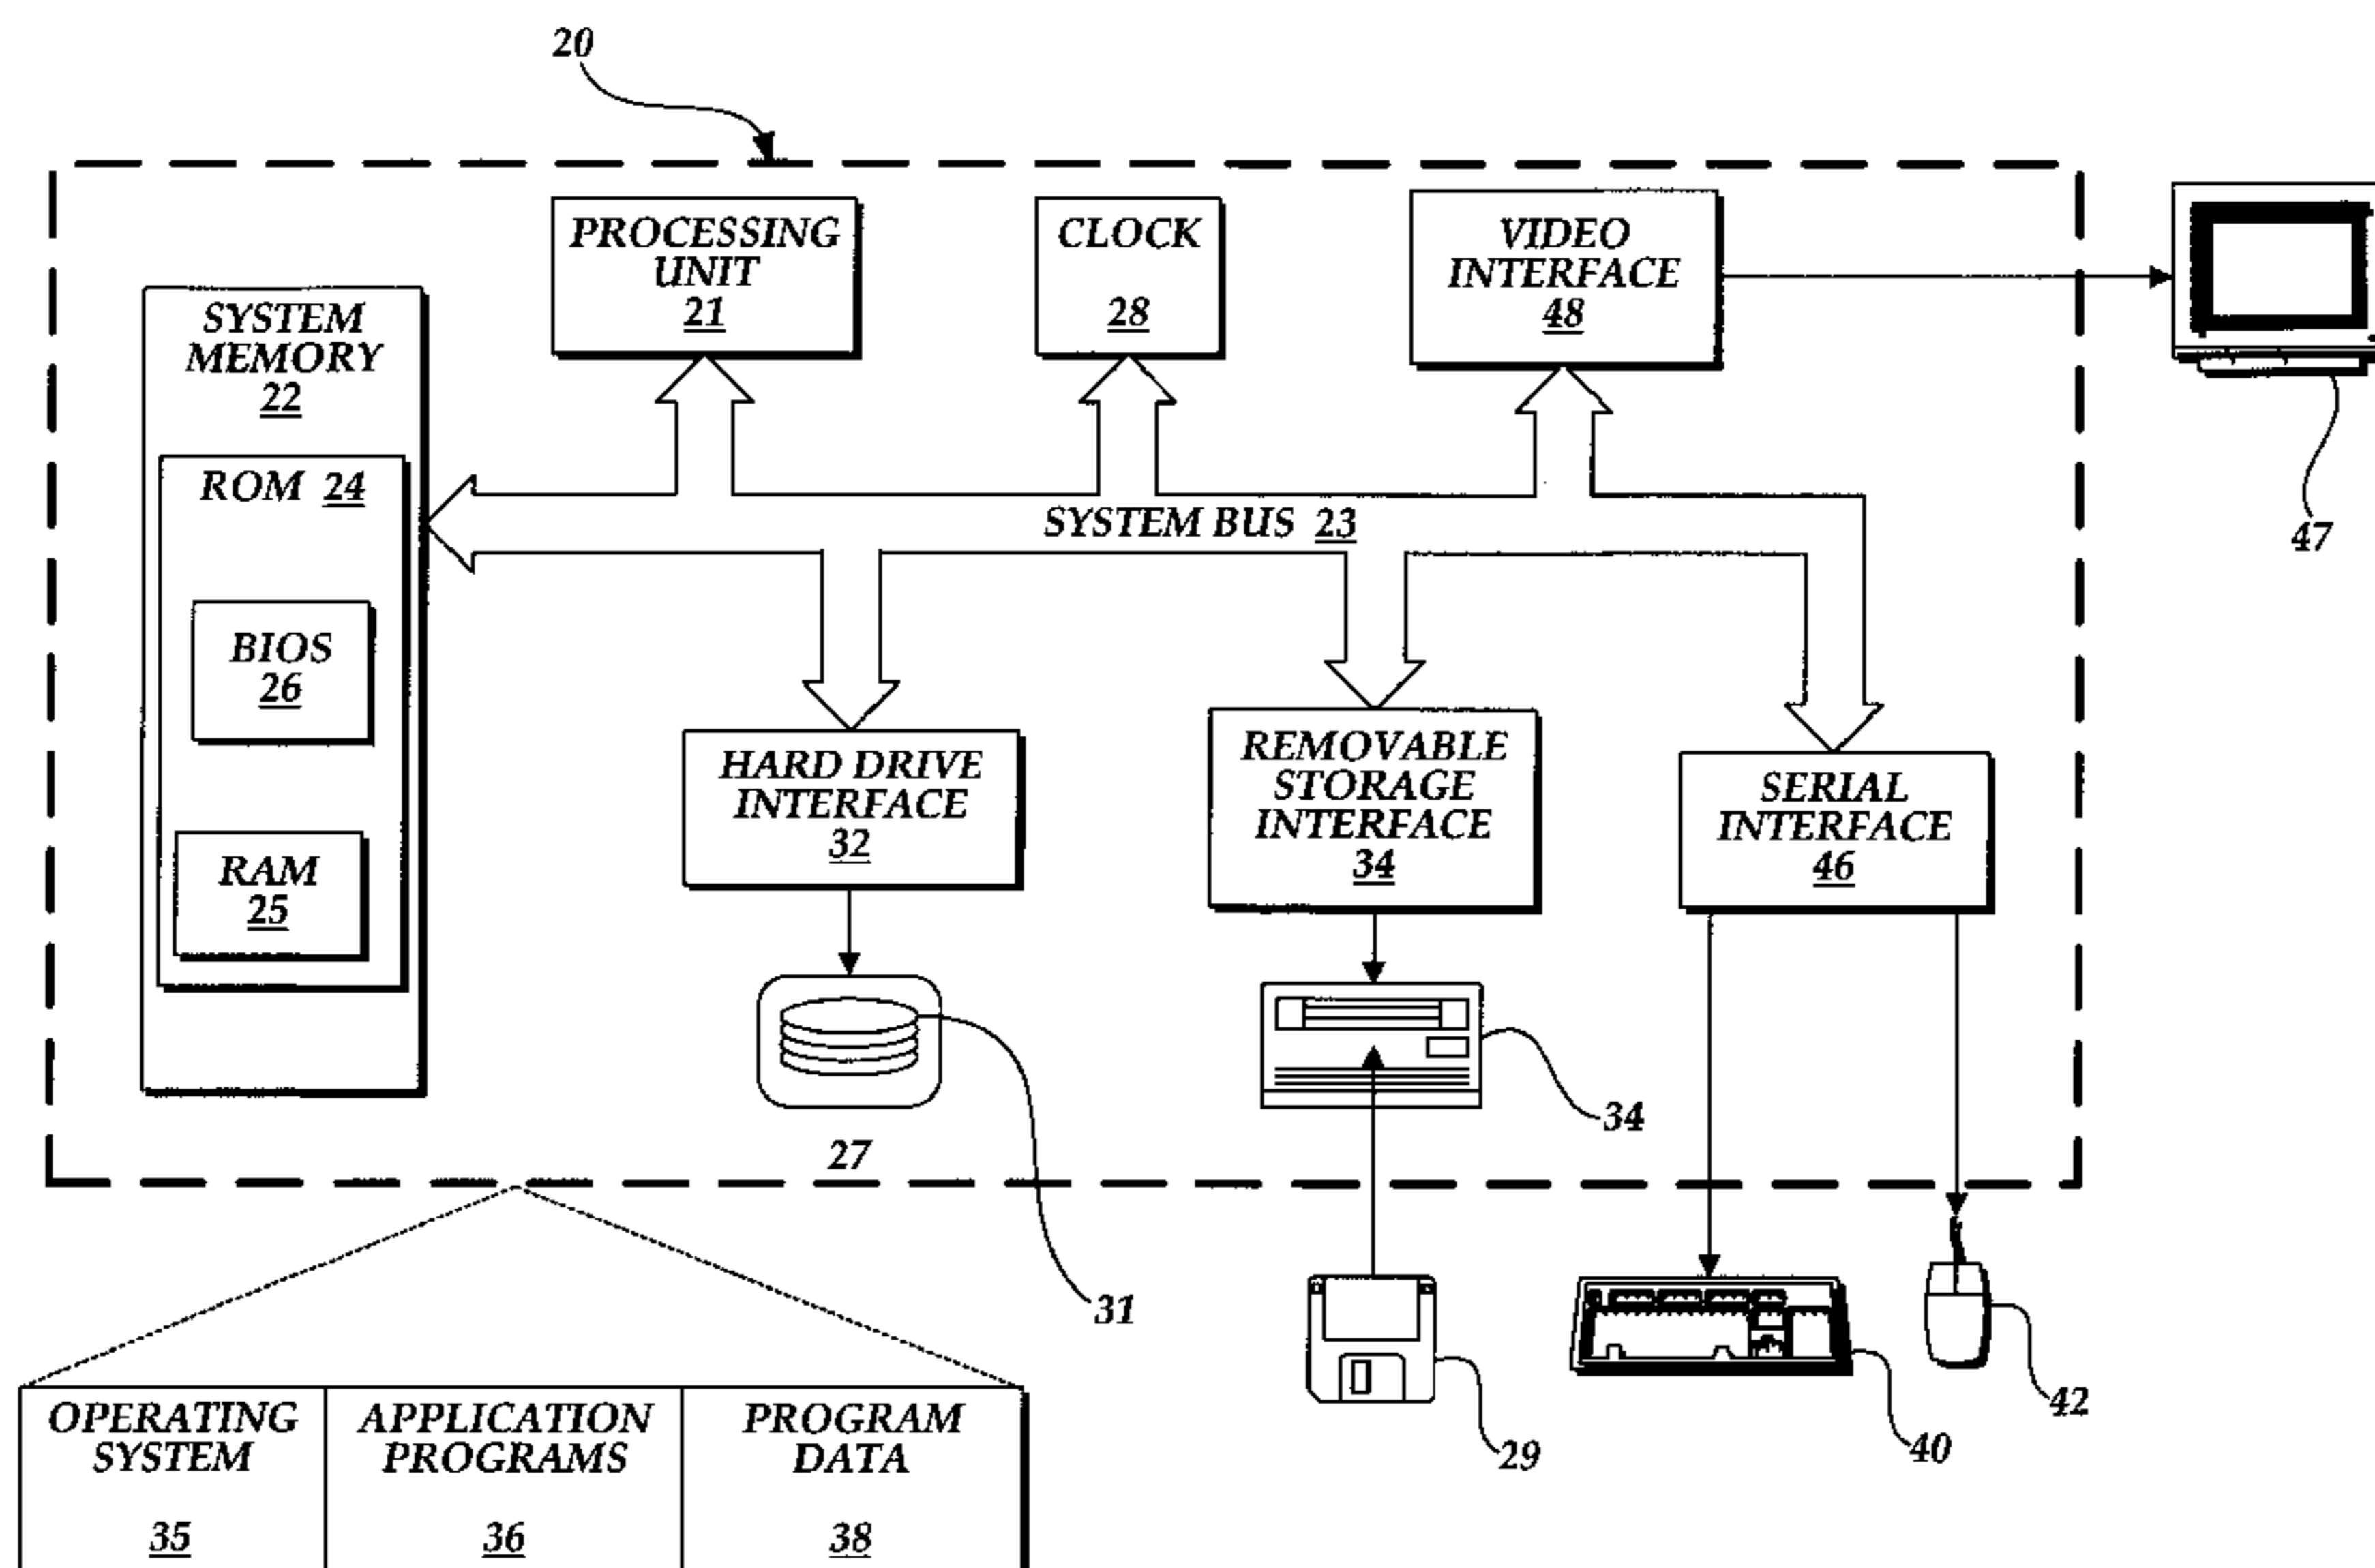 20
PROCESSING
UNIT
21
CLOCK
28
VIDEO
INTERFACE
48
47
SYSTEM
MEMORY
22
ROM 24
BIOS
26
RAM
25
SYSTEM BUS 23
HARD DRIVE
INTERFACE
32
REMOVABLE
STORAGE
INTERFACE
34
SERIAL
INTERFACE
46
34
27
31
29
40
42
OPERATING
SYSTEM
35
APPLICATION
PROGRAMS
36
PROGRAM
DATA
38